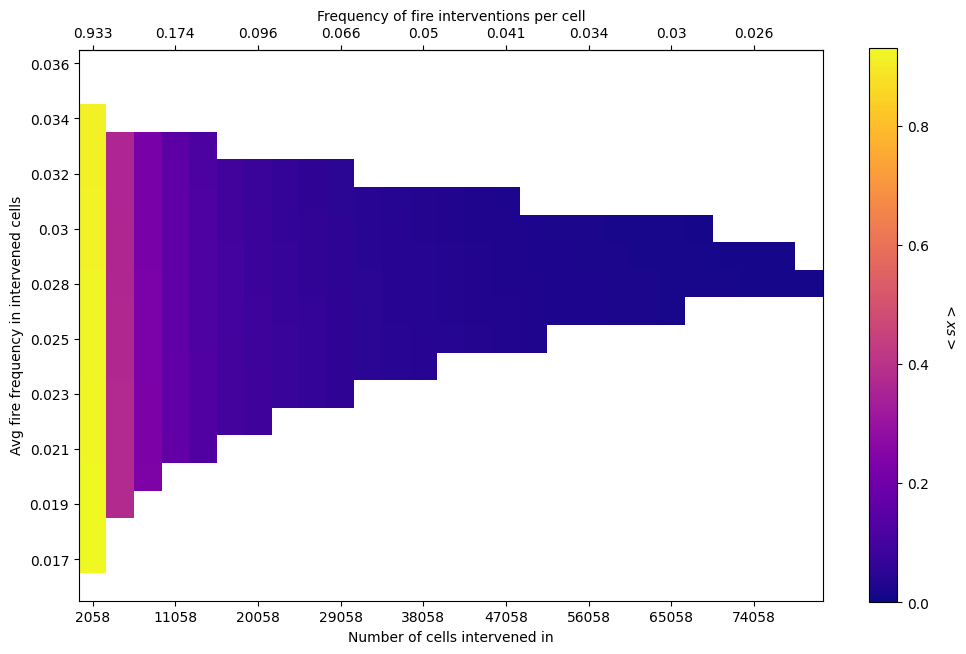 Frequency of fire interventions per cell
0.933 0.174 0.096 0.066 0.05 0.041 0.034 0.03 0.026
0.036
0.034
0.032
0.03
0.028
0.025
0.023
0.021
0.019
0.017
Avg fire frequency in intervened cells
2058 11058 20058 29058 38058 47058 56058 65058 74058
Number of cells intervened in
0.8
0.6
0.4
0.2
0.0
< sx >